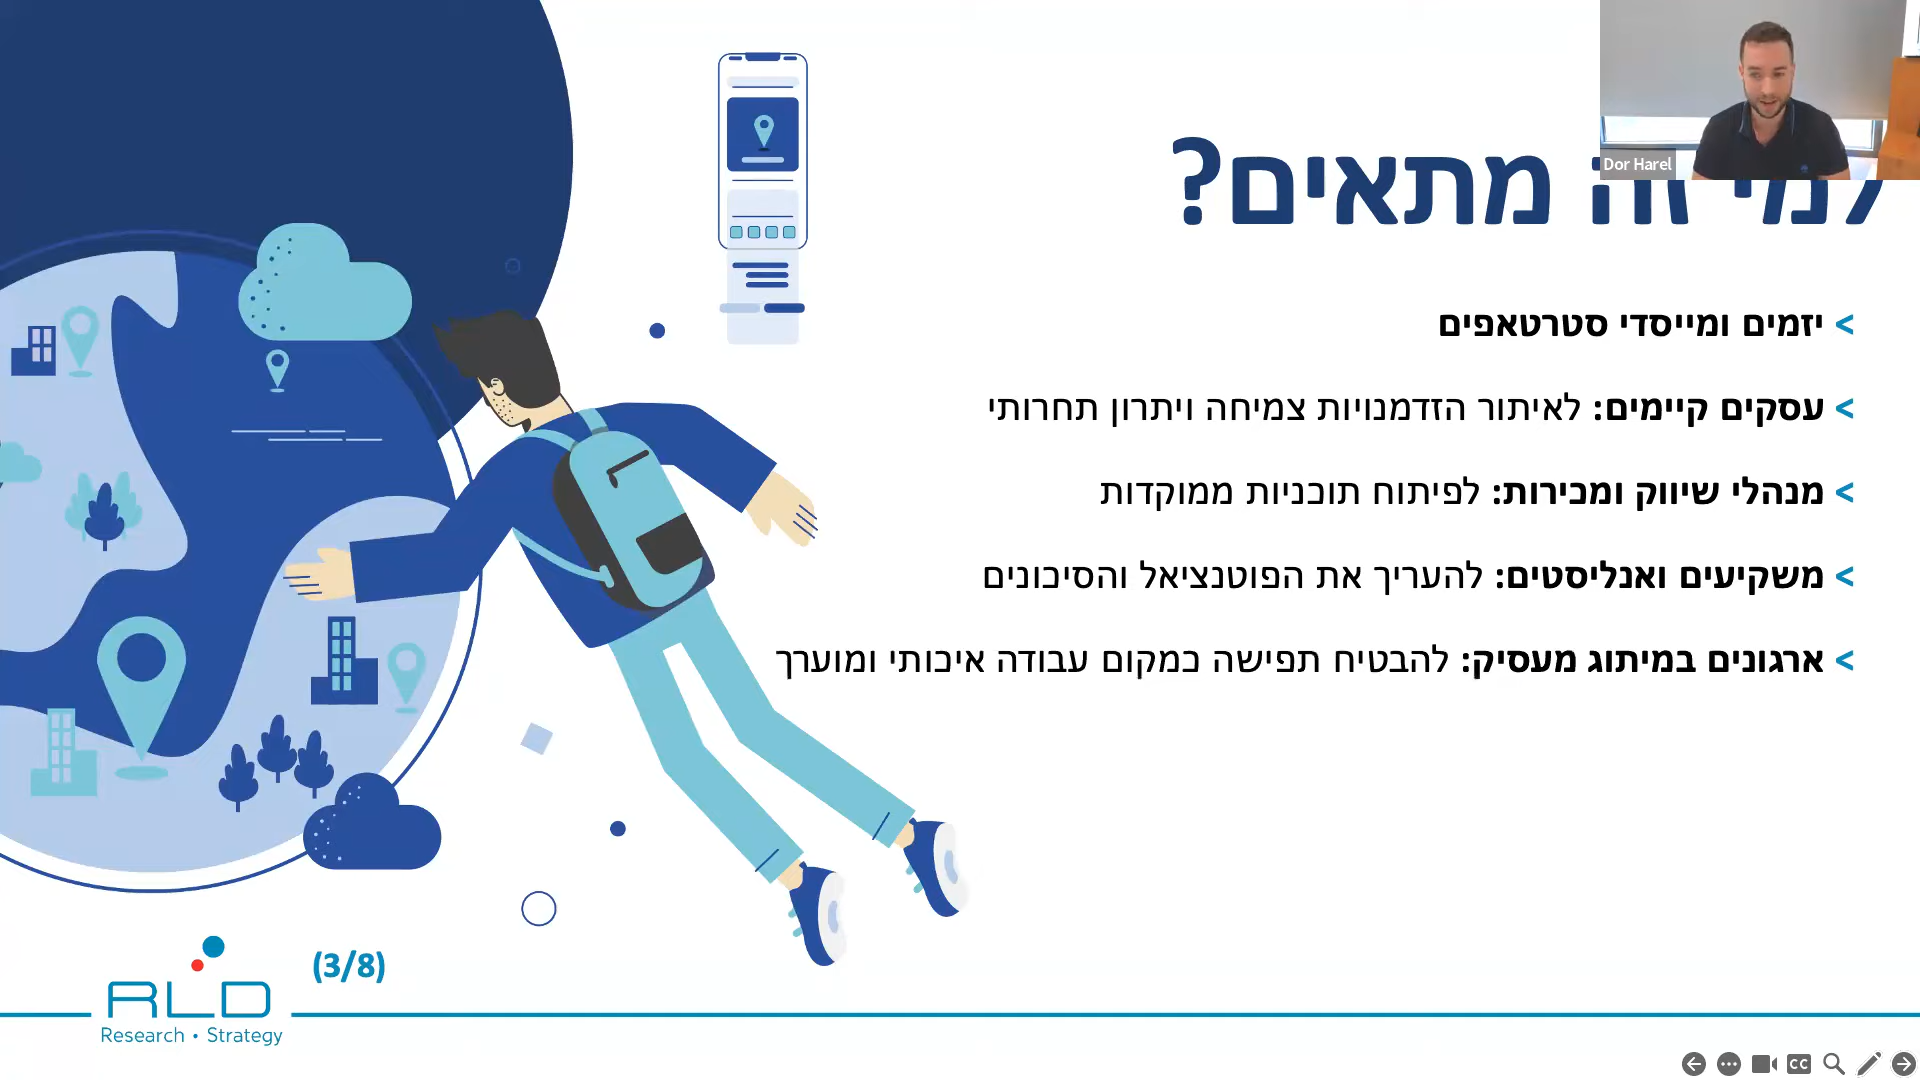 Dor Harel
למי זה מתאים?
> יזמים ומייסדי סטרטאפים
> עסקים קיימים: לאיתור הזדמנויות צמיחה ויתרון תחרותי
> מנהלי שיווק ומכירות: לפיתוח תוכניות ממוקדות
> משקיעים ואנליסטים: להעריך את הפוטנציאל והסיכונים
> ארגונים במיתוג מעסיק: להבטיח תפישה כמקום עבודה איכותי ומוערך
(3/8)
RLD
Research • Strategy
CC